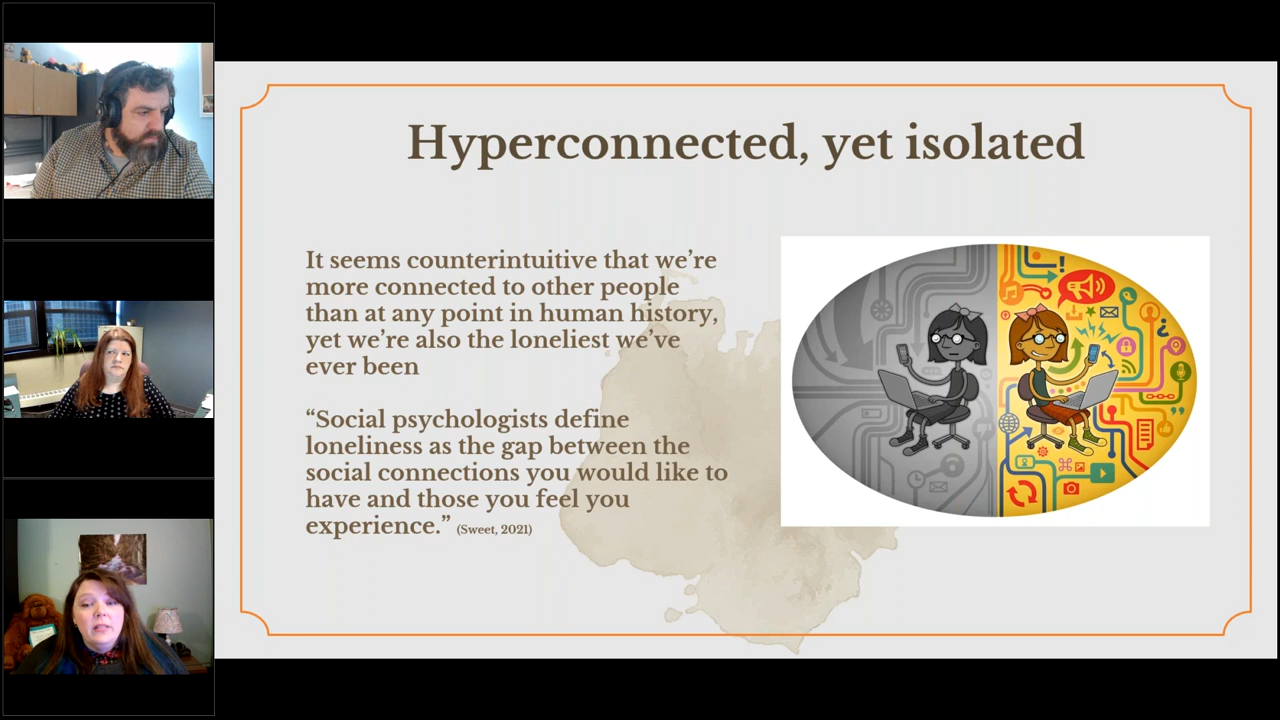 Hyperconnected, yet isolated
It seems counterintuitive that we’re
more connected to other people
than at any point in human history,
yet we’re also the loneliest we’ve
ever been
“Social psychologists define
loneliness as the gap between the
social connections you would like to
have and those you feel you
experience.” (Sweet, 2021)